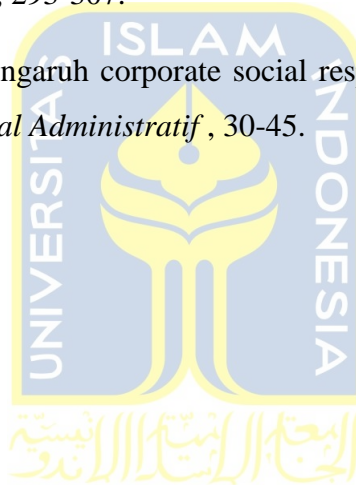 , 293-307.
ngaruh corporate social res
al Administratif , 30-45.
ISLAM
UNIVERSITAS
INDONESIA